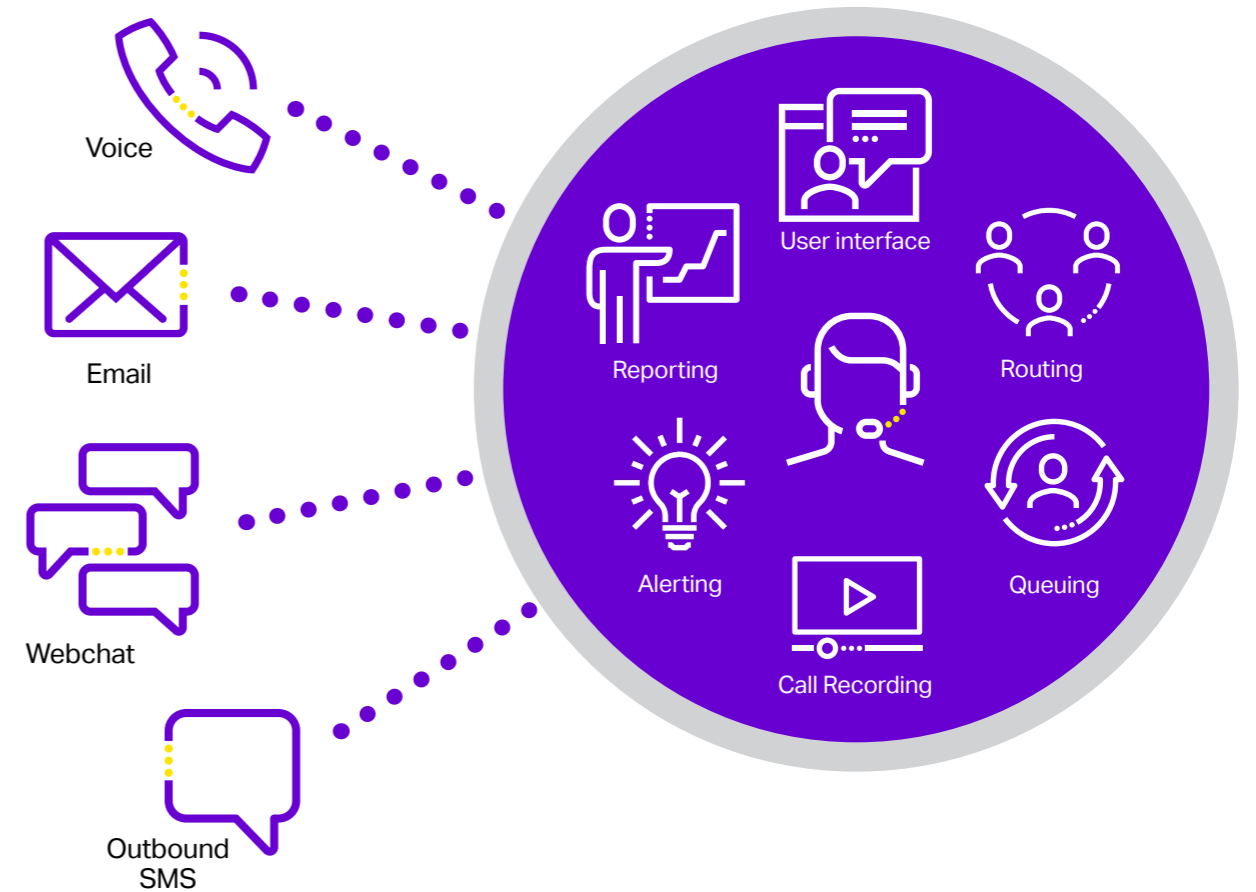 Voice
Email
Webchat
Outbound
SMS
User interface
Reporting
Routing
Alerting
Queuing
Call Recording